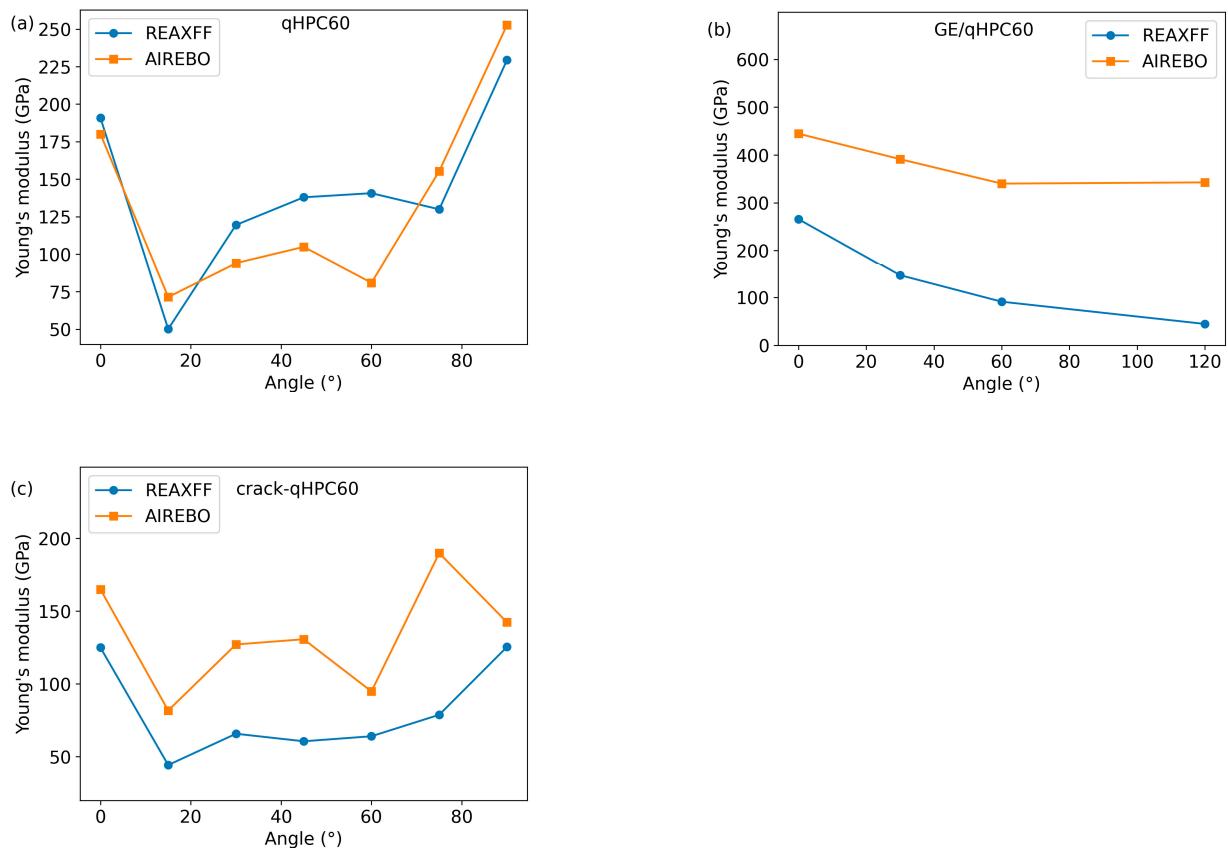 (a)
qHPC60
REAXFF
AIREBO
Young's modulus (GPa)
250
225
200
175
150
125
100
75
50
0 20 40 60 80
Angle (°)
(b)
GE/qHPC60
REAXFF
AIREBO
Young's modulus (GPa)
600
500
400
300
200
100
0
0 20 40 60 80 100 120
Angle (°)
(c)
crack-qHPC60
REAXFF
AIREBO
Young's modulus (GPa)
200
150
100
50
0 20 40 60 80
Angle (°)